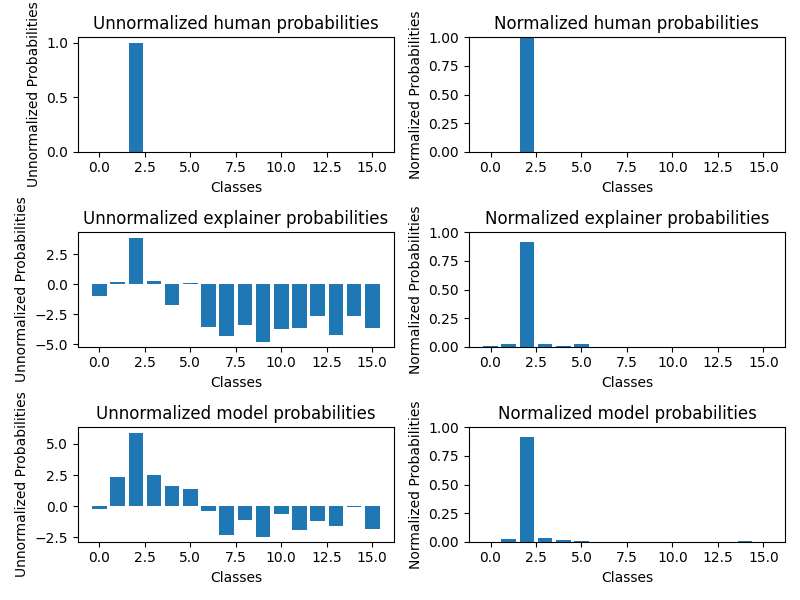 Unnormalized human probabilities
Unnormalized Probabilities
1.0
0.5
0.0
0.0 2.5 5.0 7.5 10.0 12.5 15.0
Classes
Normalized human probabilities
Normalized Probabilities
1.00
0.75
0.50
0.25
0.00
0.0 2.5 5.0 7.5 10.0 12.5 15.0
Classes
Unnormalized explainer probabilities
Unnormalized Probabilities
2.5
0.0
−2.5
−5.0
0.0 2.5 5.0 7.5 10.0 12.5 15.0
Classes
Normalized explainer probabilities
Normalized Probabilities
1.00
0.75
0.50
0.25
0.00
0.0 2.5 5.0 7.5 10.0 12.5 15.0
Classes
Unnormalized model probabilities
Unnormalized Probabilities
5.0
2.5
0.0
−2.5
0.0 2.5 5.0 7.5 10.0 12.5 15.0
Classes
Normalized model probabilities
Normalized Probabilities
1.00
0.75
0.50
0.25
0.00
0.0 2.5 5.0 7.5 10.0 12.5 15.0
Classes